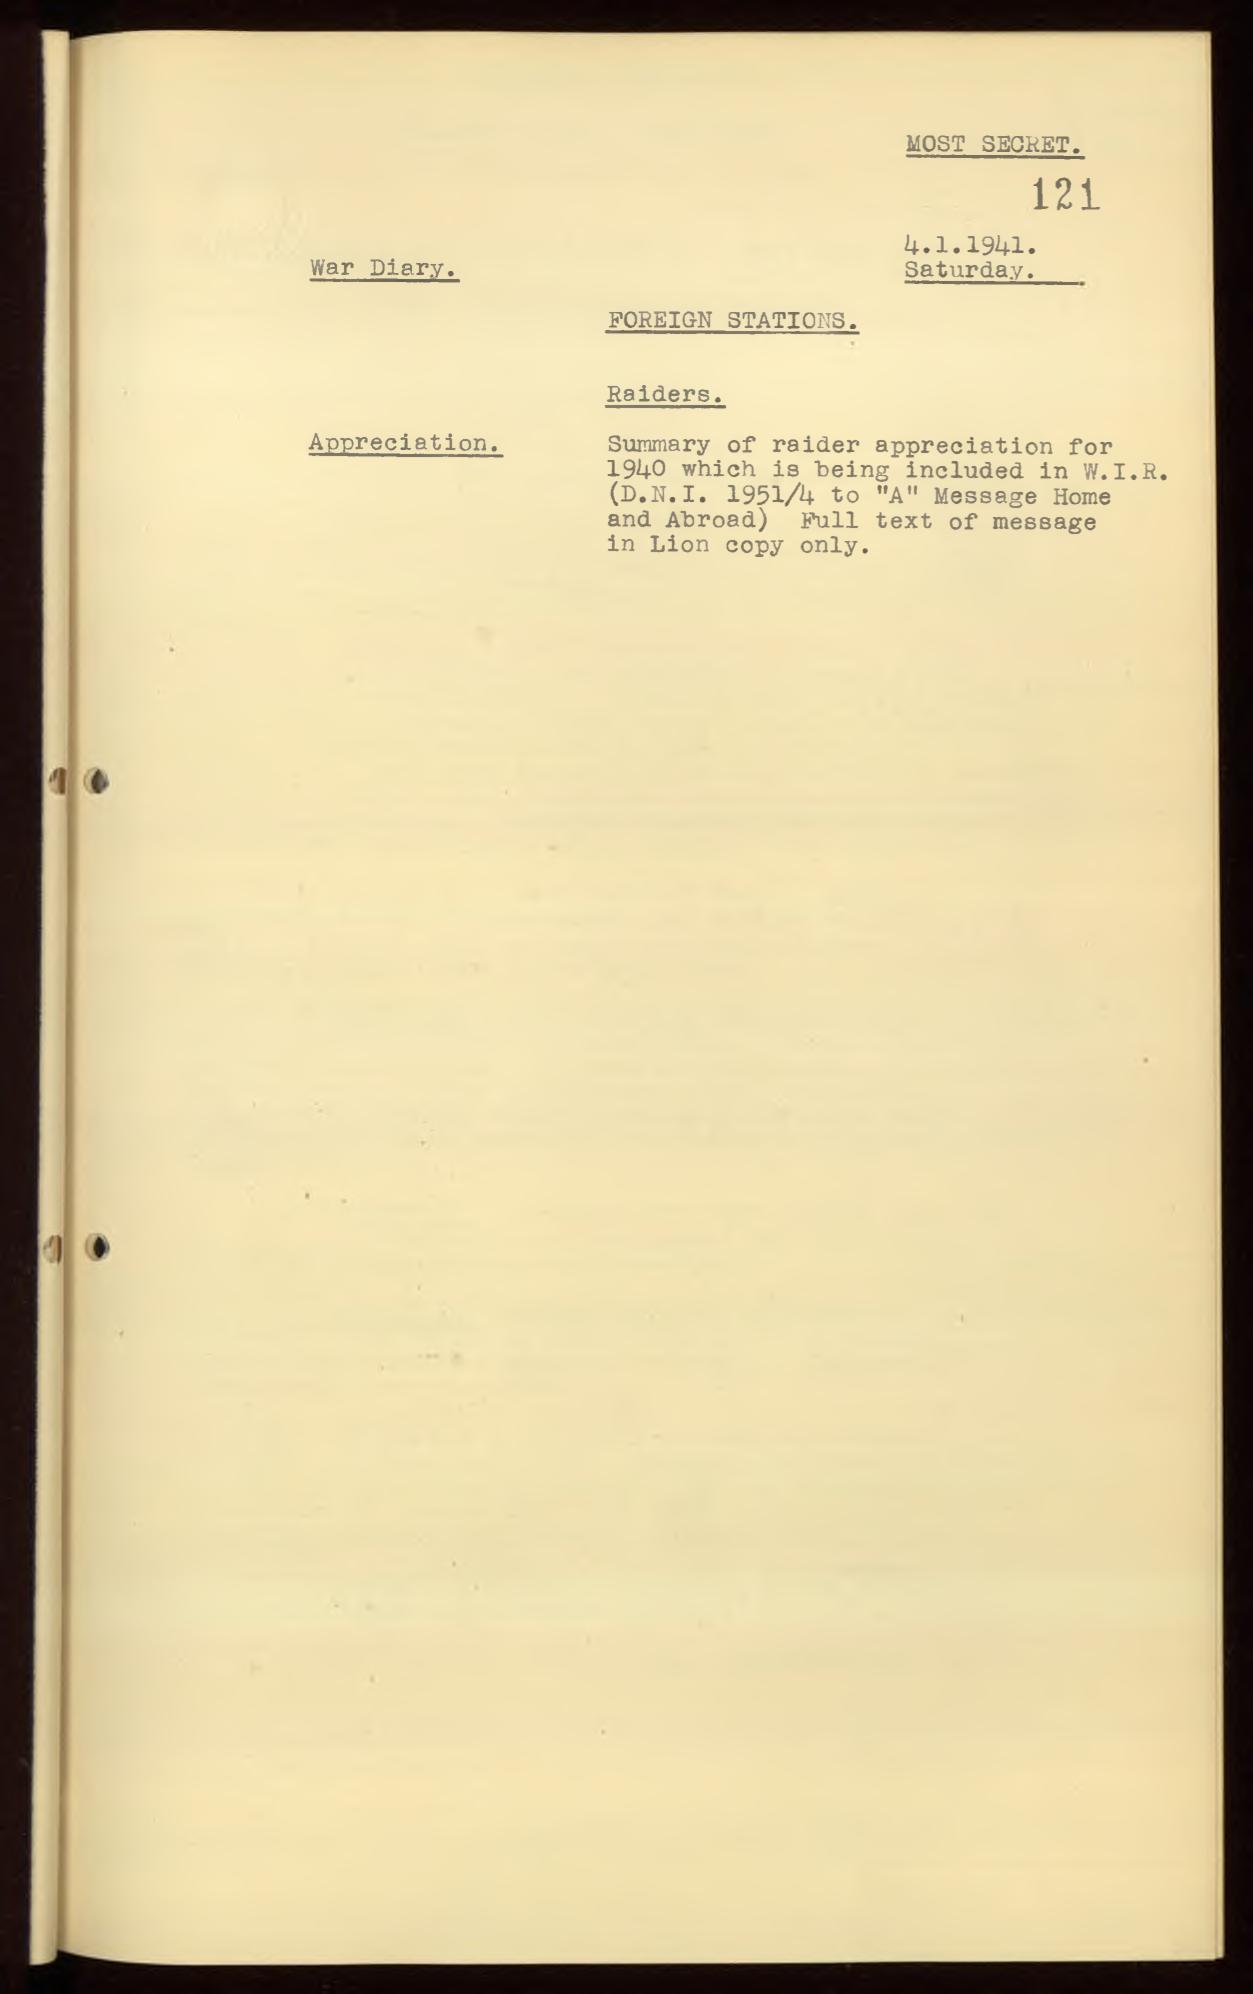 MOST SECRET.
121
4.1.1941.
War Diary.
Saturday.
FOREIGN STATIONS.
Raiders.
Appreciation.
Summary of raider appreciation for
1940 which is being included in W.I.R.
(D.N.I. 1951/4 to "A" Message Home
and Abroad) Full text of message
in Lion copy only.